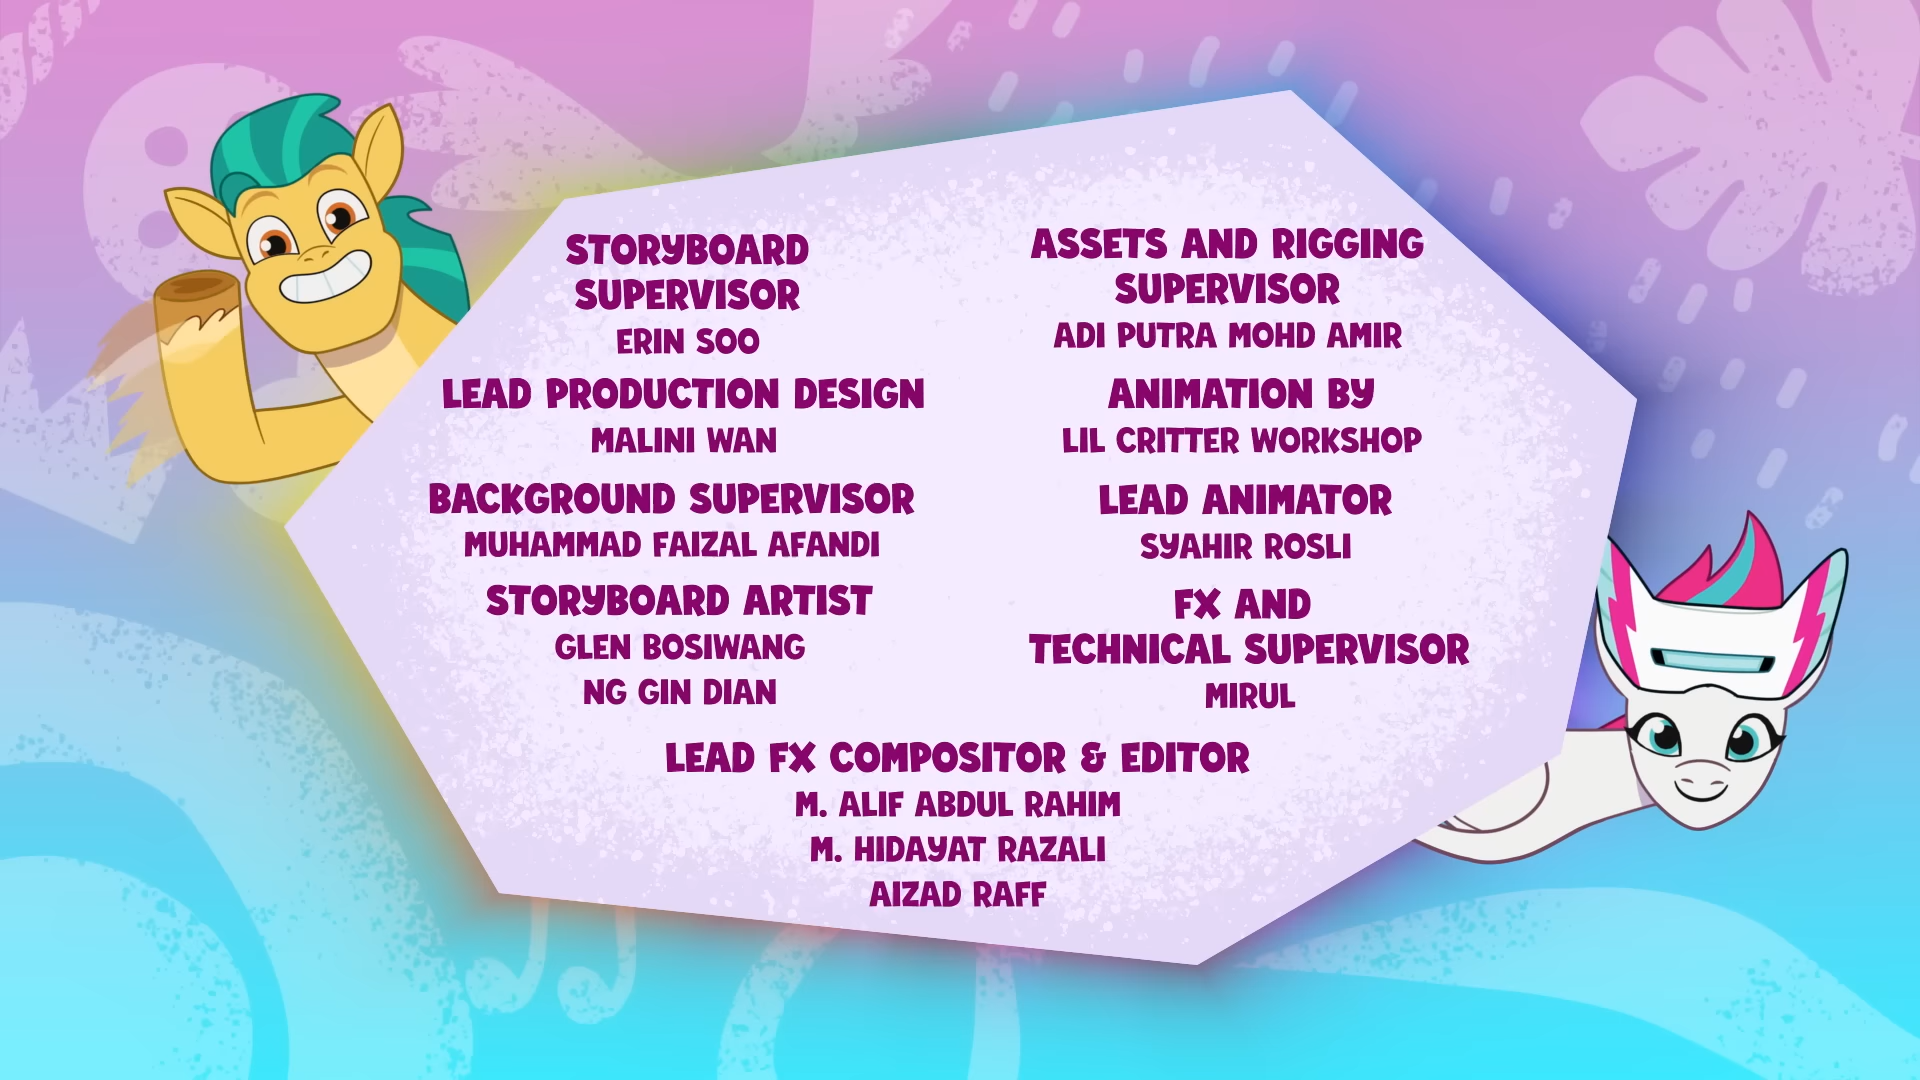 STORYBOARD
SUPERVISOR
ERIN SOO
LEAD PRODUCTION DESIGN
MALINI WAN
BACKGROUND SUPERVISOR
MUHAMMAD FAIZAL AFANDI
STORYBOARD ARTIST
GLEN BOSIWANG
NG GIN DIAN
ASSETS AND RIGGING
SUPERVISOR
ADI PUTRA MOHD AMIR
ANIMATION BY
LIL CRITTER WORKSHOP
LEAD ANIMATOR
SYAHIR ROSLI
FX AND
TECHNICAL SUPERVISOR
MIRUL
LEAD FX COMPOSITOR & EDITOR
M. ALIF ABDUL RAHIM
M. HIDAYAT RAZALI
AIZAD RAFF